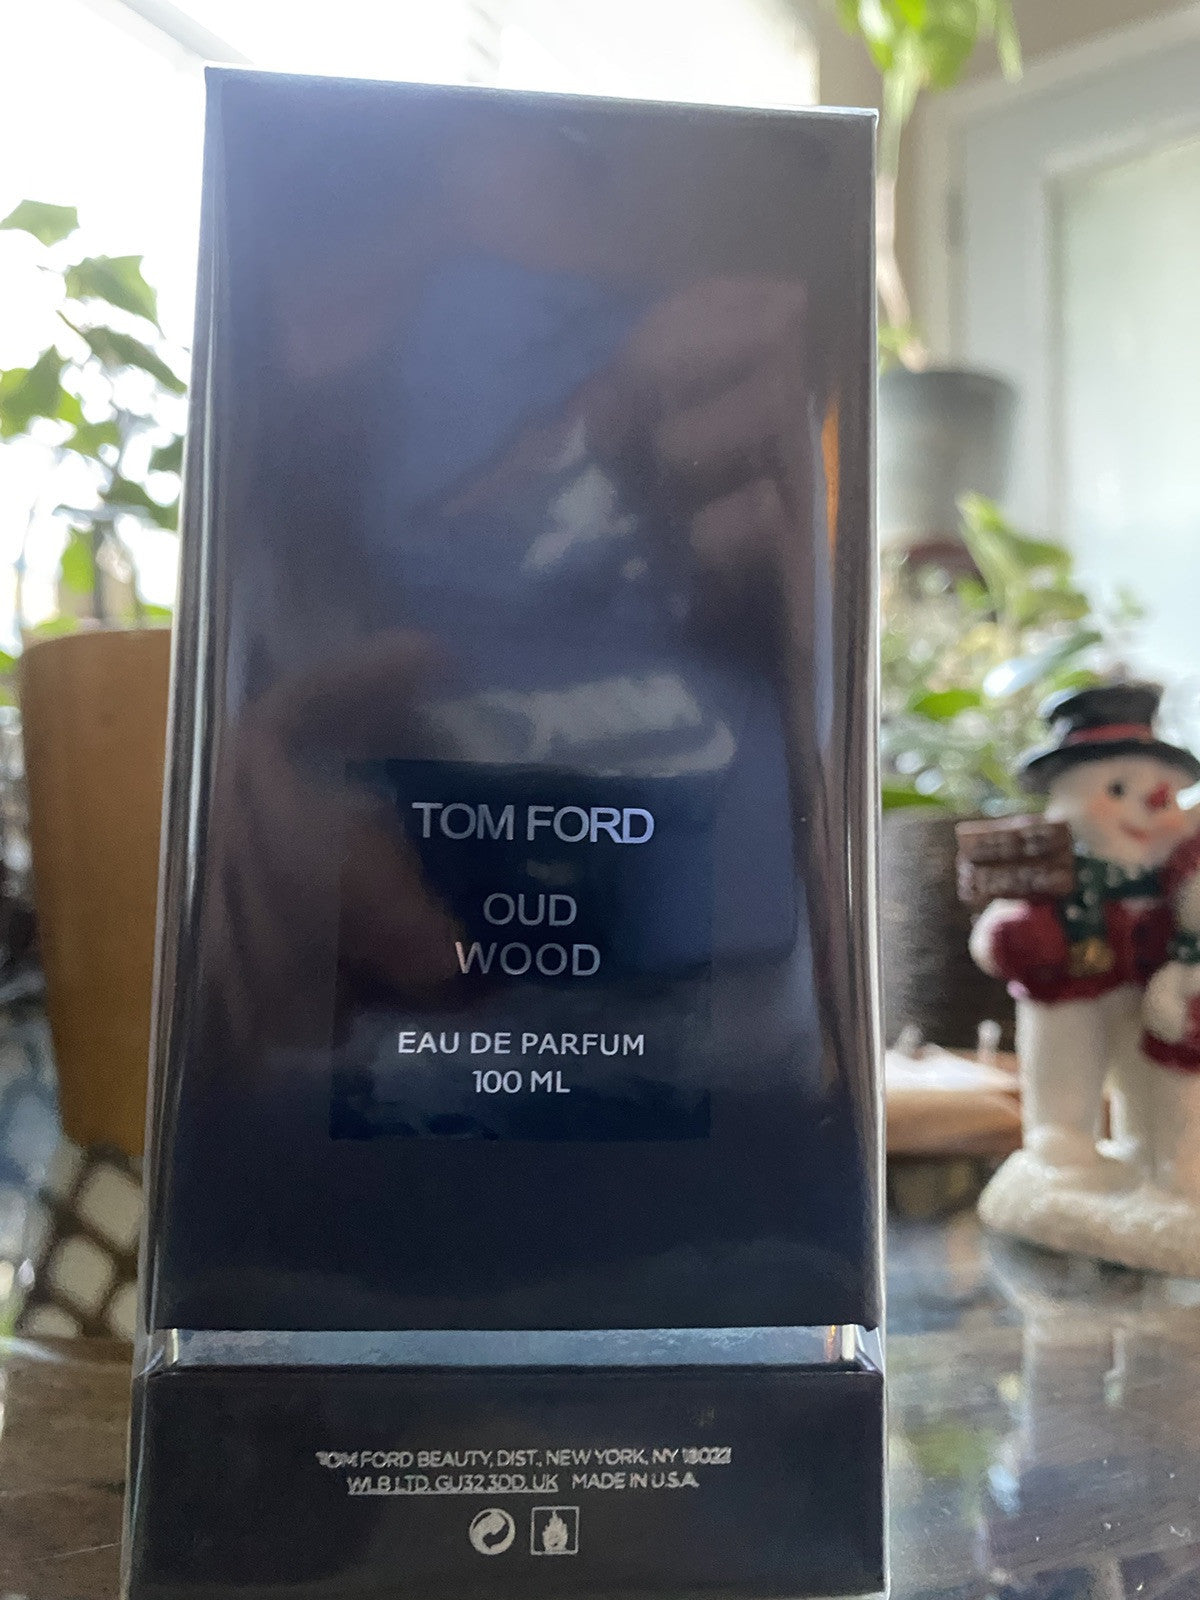 TOM FORD
OUD
WOOD
EAU DE PARFUM
100 ML
TOM FORD BEAUTY, DIST., NEW YORK, NY 10022
WLB LTD. GU32 3DD. UK MADE IN U.S.A.